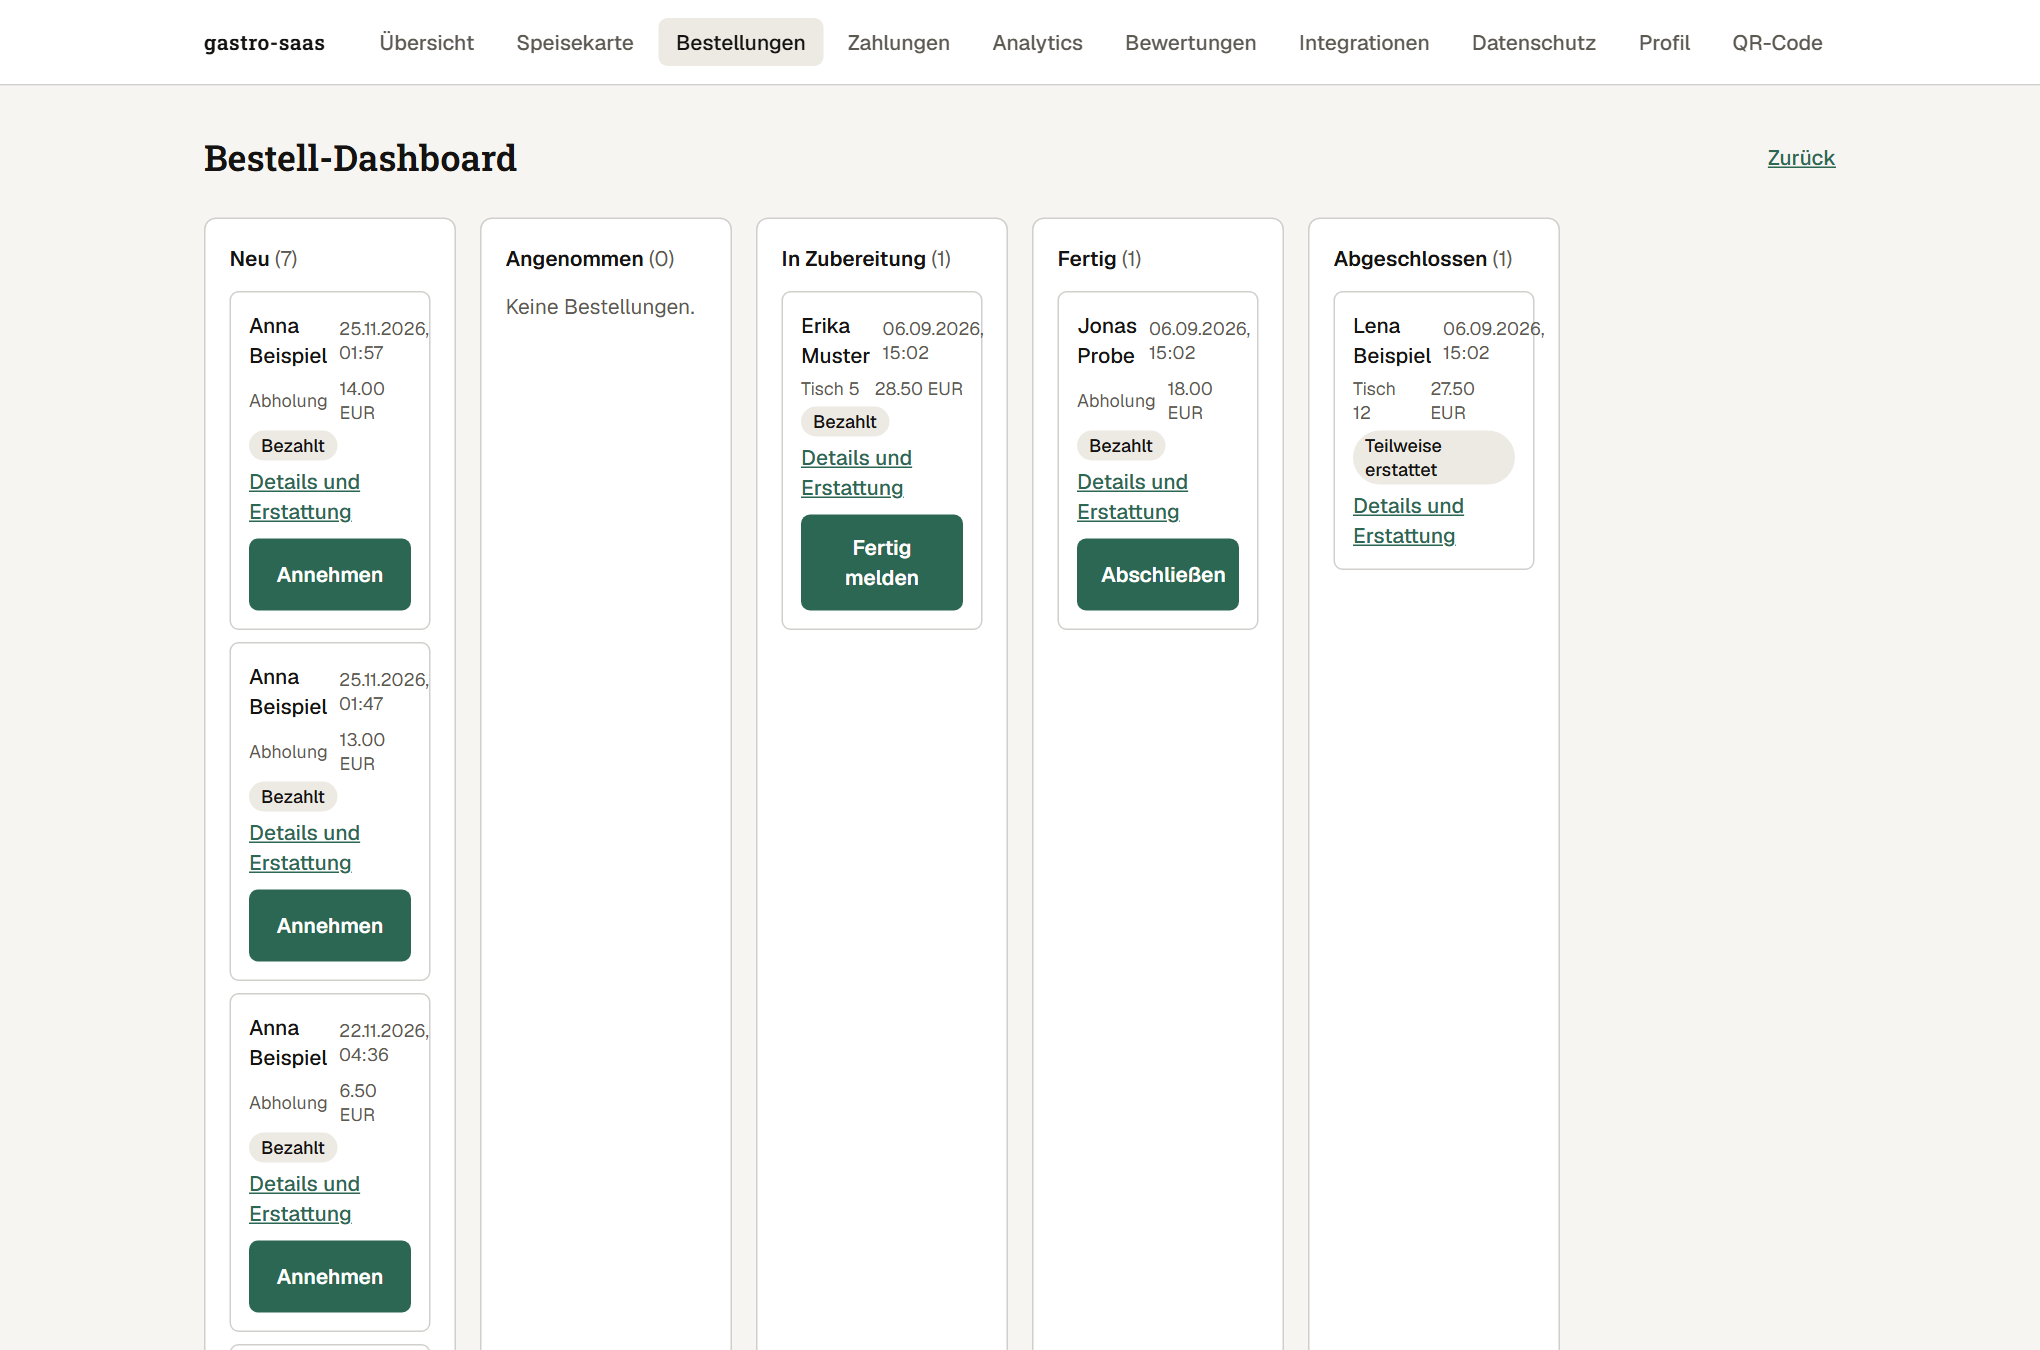 gastro-saas Übersicht Speisekarte Bestellungen Zahlungen Analytics Bewertungen Integrationen Datenschutz Profil QR-Code
Bestell-Dashboard
Zurück
Neu (7)
Anna Beispiel
25.11.2026, 01:57
Abholung
14.00 EUR
Bezahlt
Details und
Erstattung
Annehmen
Anna Beispiel
25.11.2026, 01:47
Abholung
13.00 EUR
Bezahlt
Details und
Erstattung
Annehmen
Anna Beispiel
22.11.2026, 04:36
Abholung
6.50 EUR
Bezahlt
Details und
Erstattung
Annehmen
Angenommen (0)
Keine Bestellungen.
In Zubereitung (1)
Erika Muster
06.09.2026, 15:02
Tisch 5
28.50 EUR
Bezahlt
Details und
Erstattung
Fertig
melden
Fertig (1)
Jonas Probe
06.09.2026, 15:02
Abholung
18.00 EUR
Bezahlt
Details und
Erstattung
Abschließen
Abgeschlossen (1)
Lena Beispiel
06.09.2026, 15:02
Tisch 12
27.50 EUR
Teilweise
erstattet
Details und
Erstattung